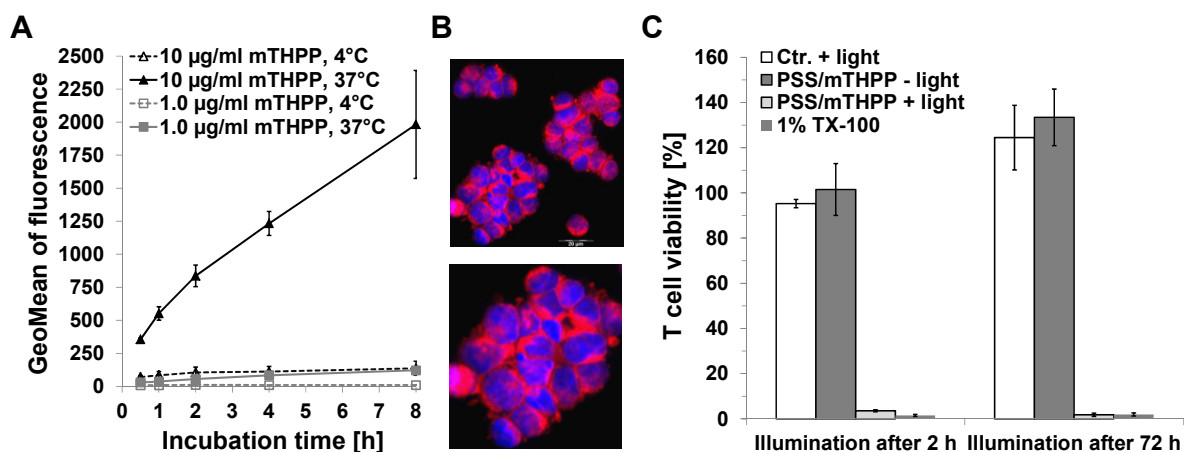 A
2500
2250
2000
1750
1500
1250
1000
750
500
250
0
GeoMean of fluorescence
10 µg/ml mTHPP, 4°C
10 µg/ml mTHPP, 37°C
1.0 µg/ml mTHPP, 4°C
1.0 µg/ml mTHPP, 37°C
0 1 2 3 4 5 6 7 8
Incubation time [h]
B
20 µm
C
160
140
120
100
80
60
40
20
0
T cell viability [%]
Ctr. + light
PSS/mTHPP - light
PSS/mTHPP + light
1% TX-100
Illumination after 2 h
Illumination after 72 h